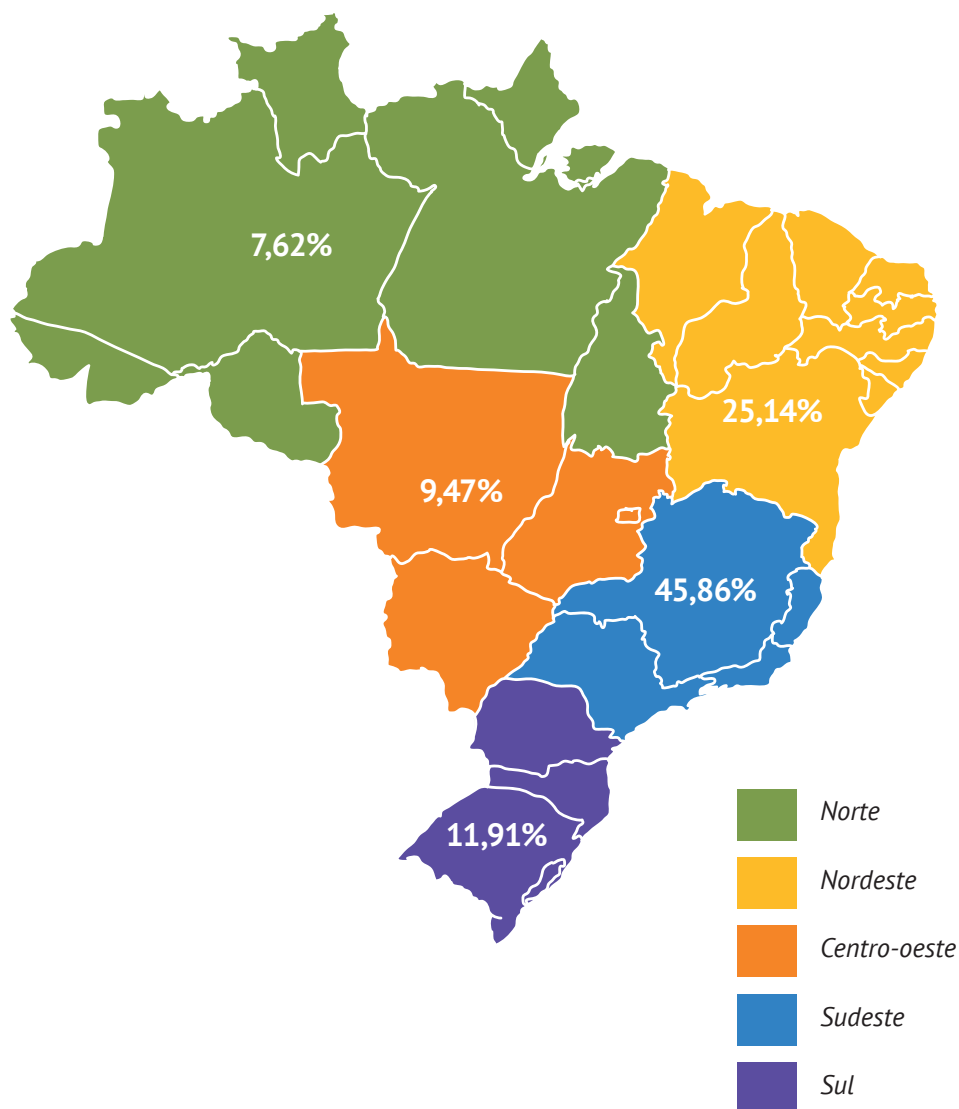 7,62%
25,14%
9,47%
45,86%
11,91%
Norte
Nordeste
Centro-oeste
Sudeste
Sul